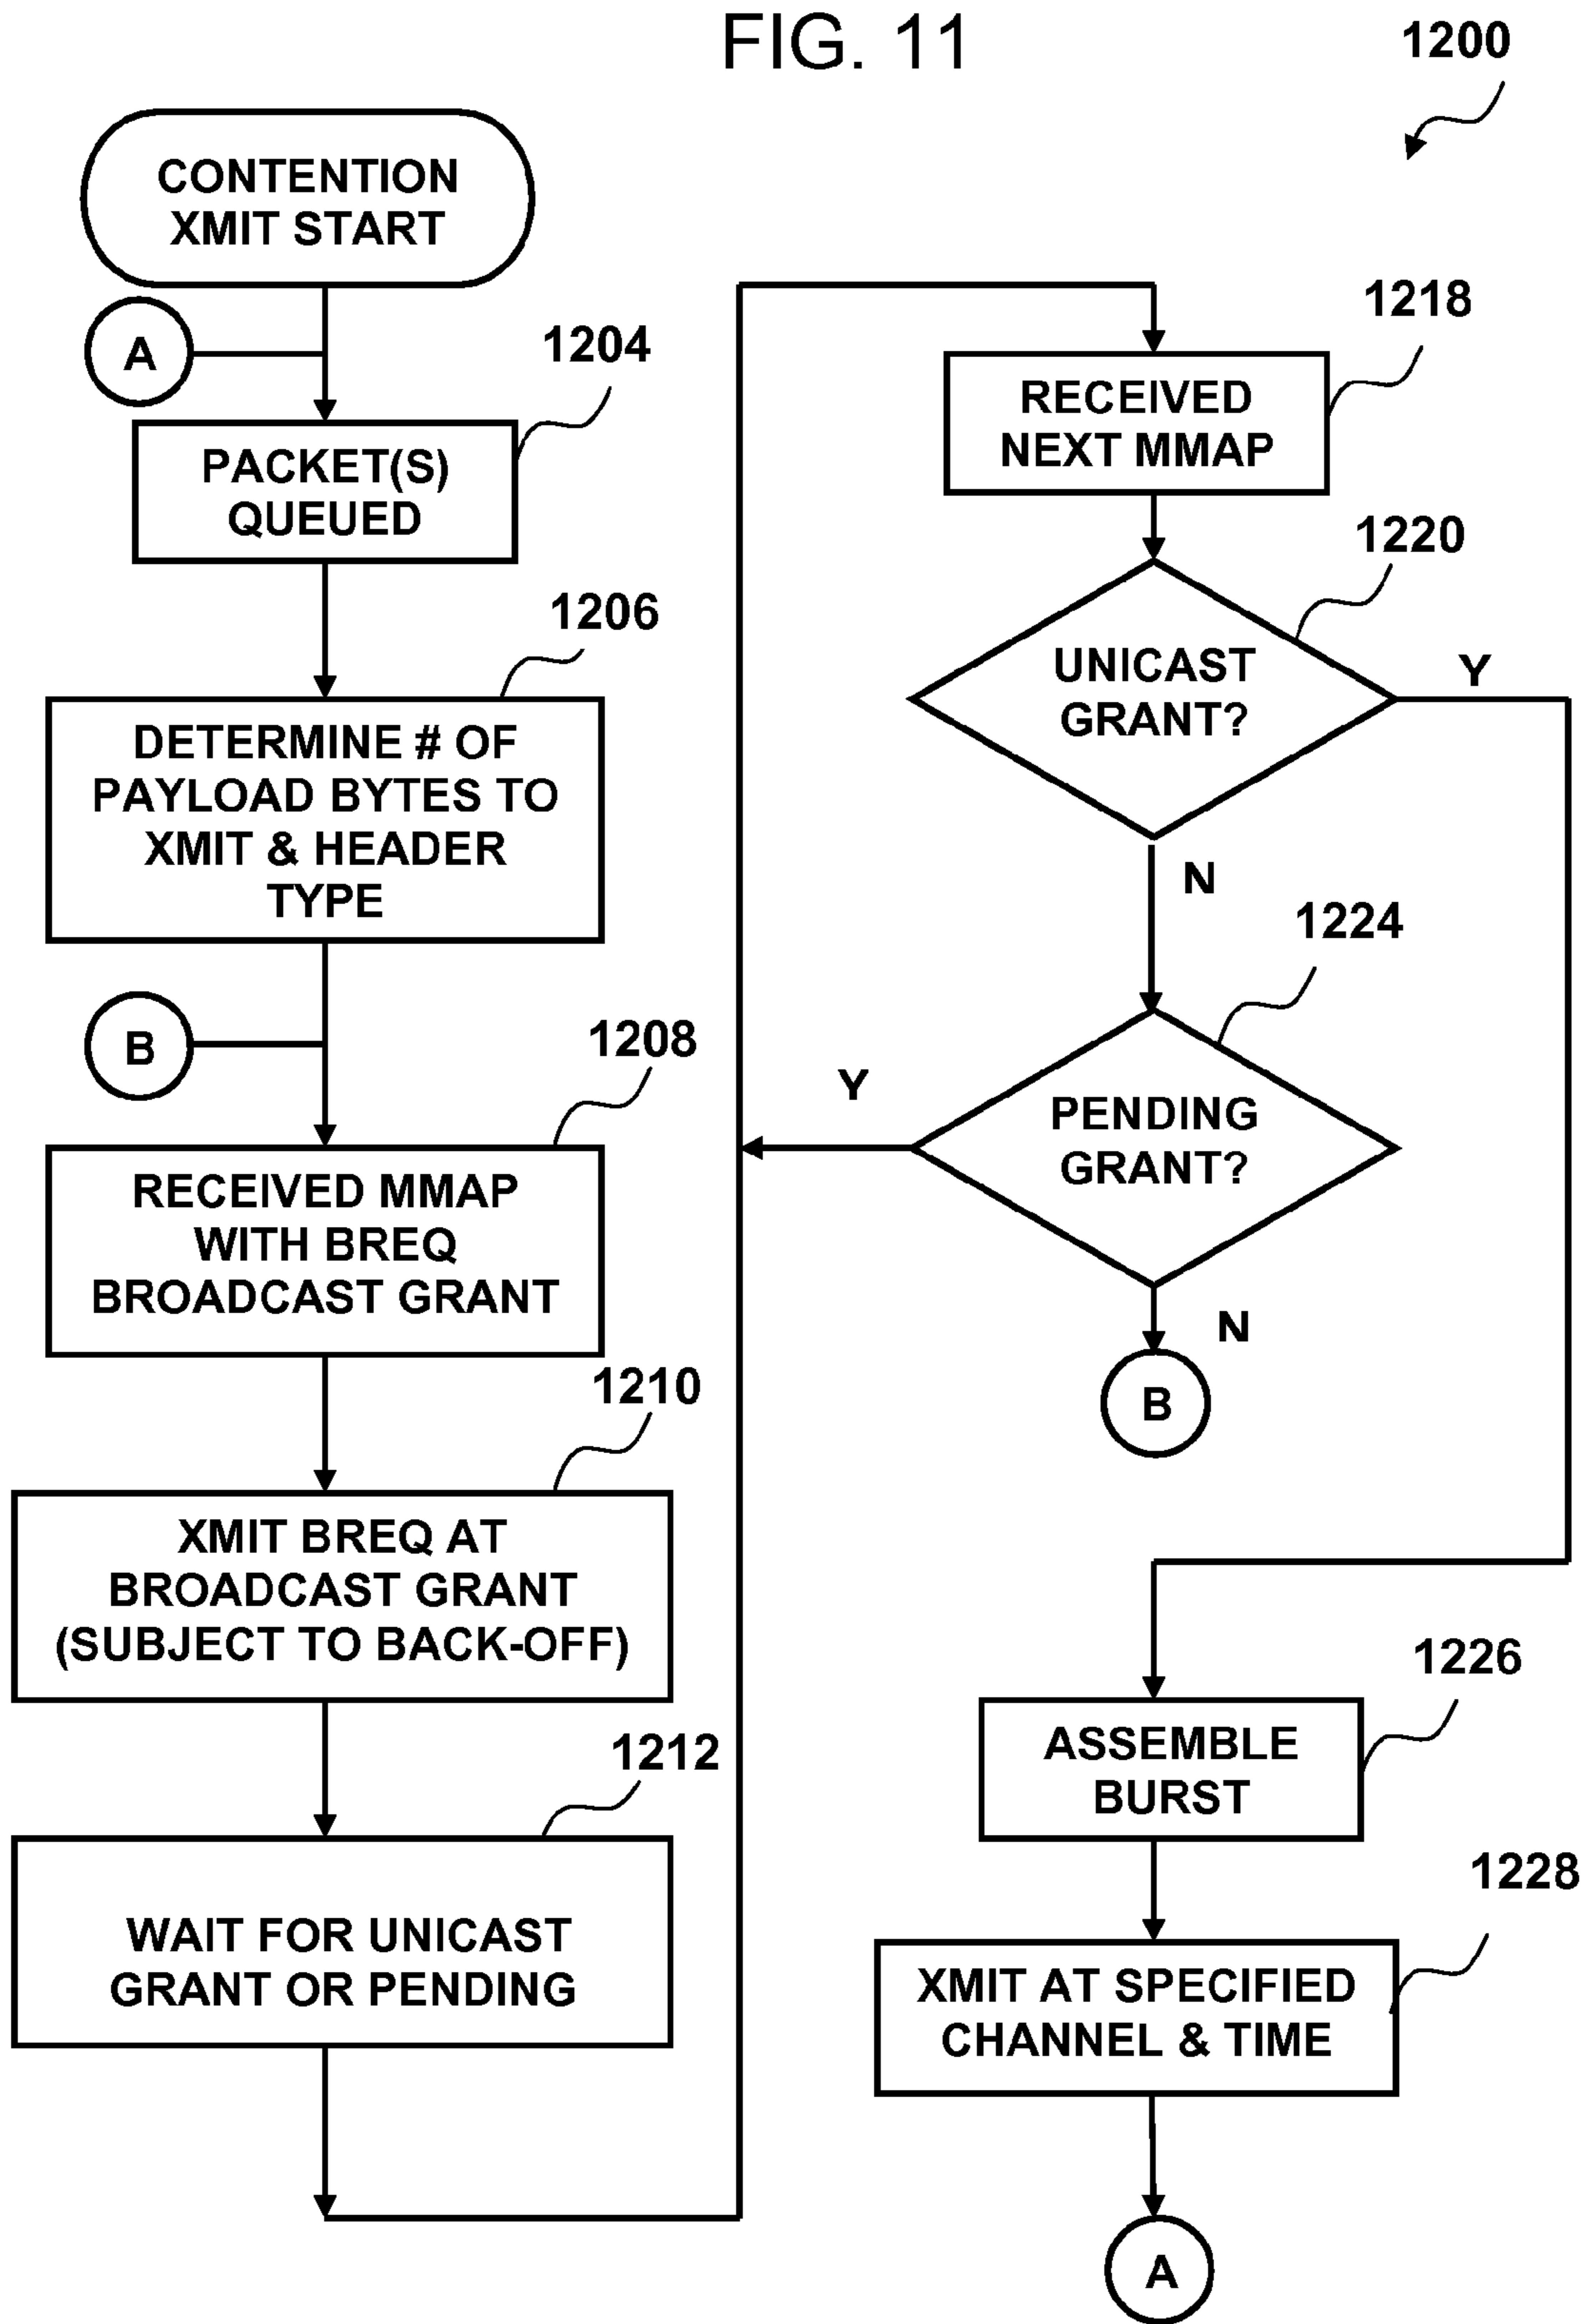 FIG. 11
1200
CONTENTION
XMIT START
A
1204
PACKET(S)
QUEUED
1206
DETERMINE # OF
PAYLOAD BYTES TO
XMIT & HEADER
TYPE
B
1208
RECEIVED MMAP
WITH BREQ
BROADCAST GRANT
1210
XMIT BREQ AT
BROADCAST GRANT
(SUBJECT TO BACK-OFF)
1212
WAIT FOR UNICAST
GRANT OR PENDING
1218
RECEIVED
NEXT MMAP
1220
UNICAST
GRANT?
Y
N
1224
PENDING
GRANT?
Y
N
B
1226
ASSEMBLE
BURST
1228
XMIT AT SPECIFIED
CHANNEL & TIME
A